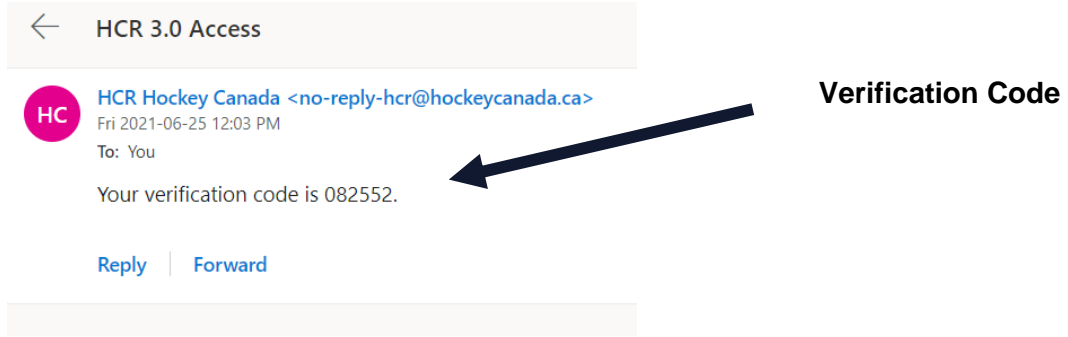 HCR 3.0 Access
HC
HCR Hockey Canada <no-reply-hcr@hockeycanada.ca>
Fri 2021-06-25 12:03 PM
To: You
Your verification code is 082552.
Reply
Forward
Verification Code